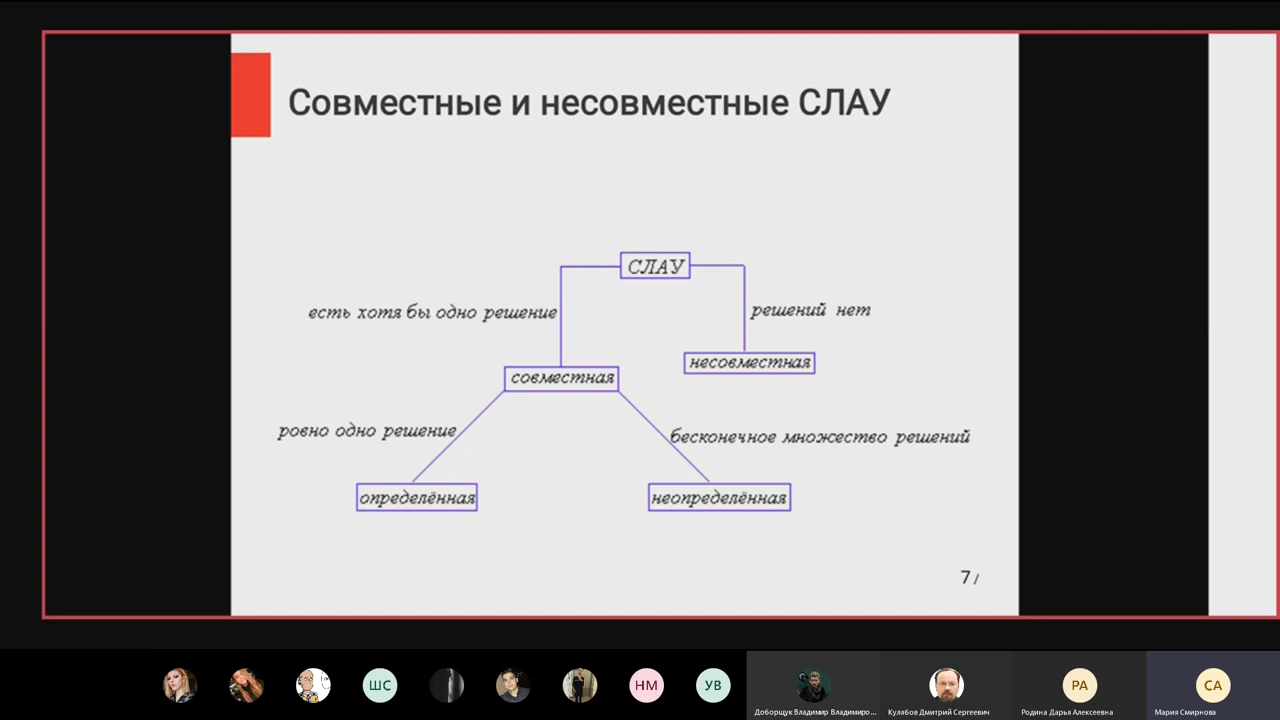 Совместные и несовместные СЛАУ
СЛАУ
есть хотя бы одно решение
решений нет
несовместная
совместная
ровно одно решение
бесконечное множество решений
определённая
неопределённая
7 /
ШС
НМ
УВ
РА
СА
Доборщук Владимир Владимиро...
Кулябов Дмитрий Сергеевич
Родина Дарья Алексеевна
Мария Смирнова